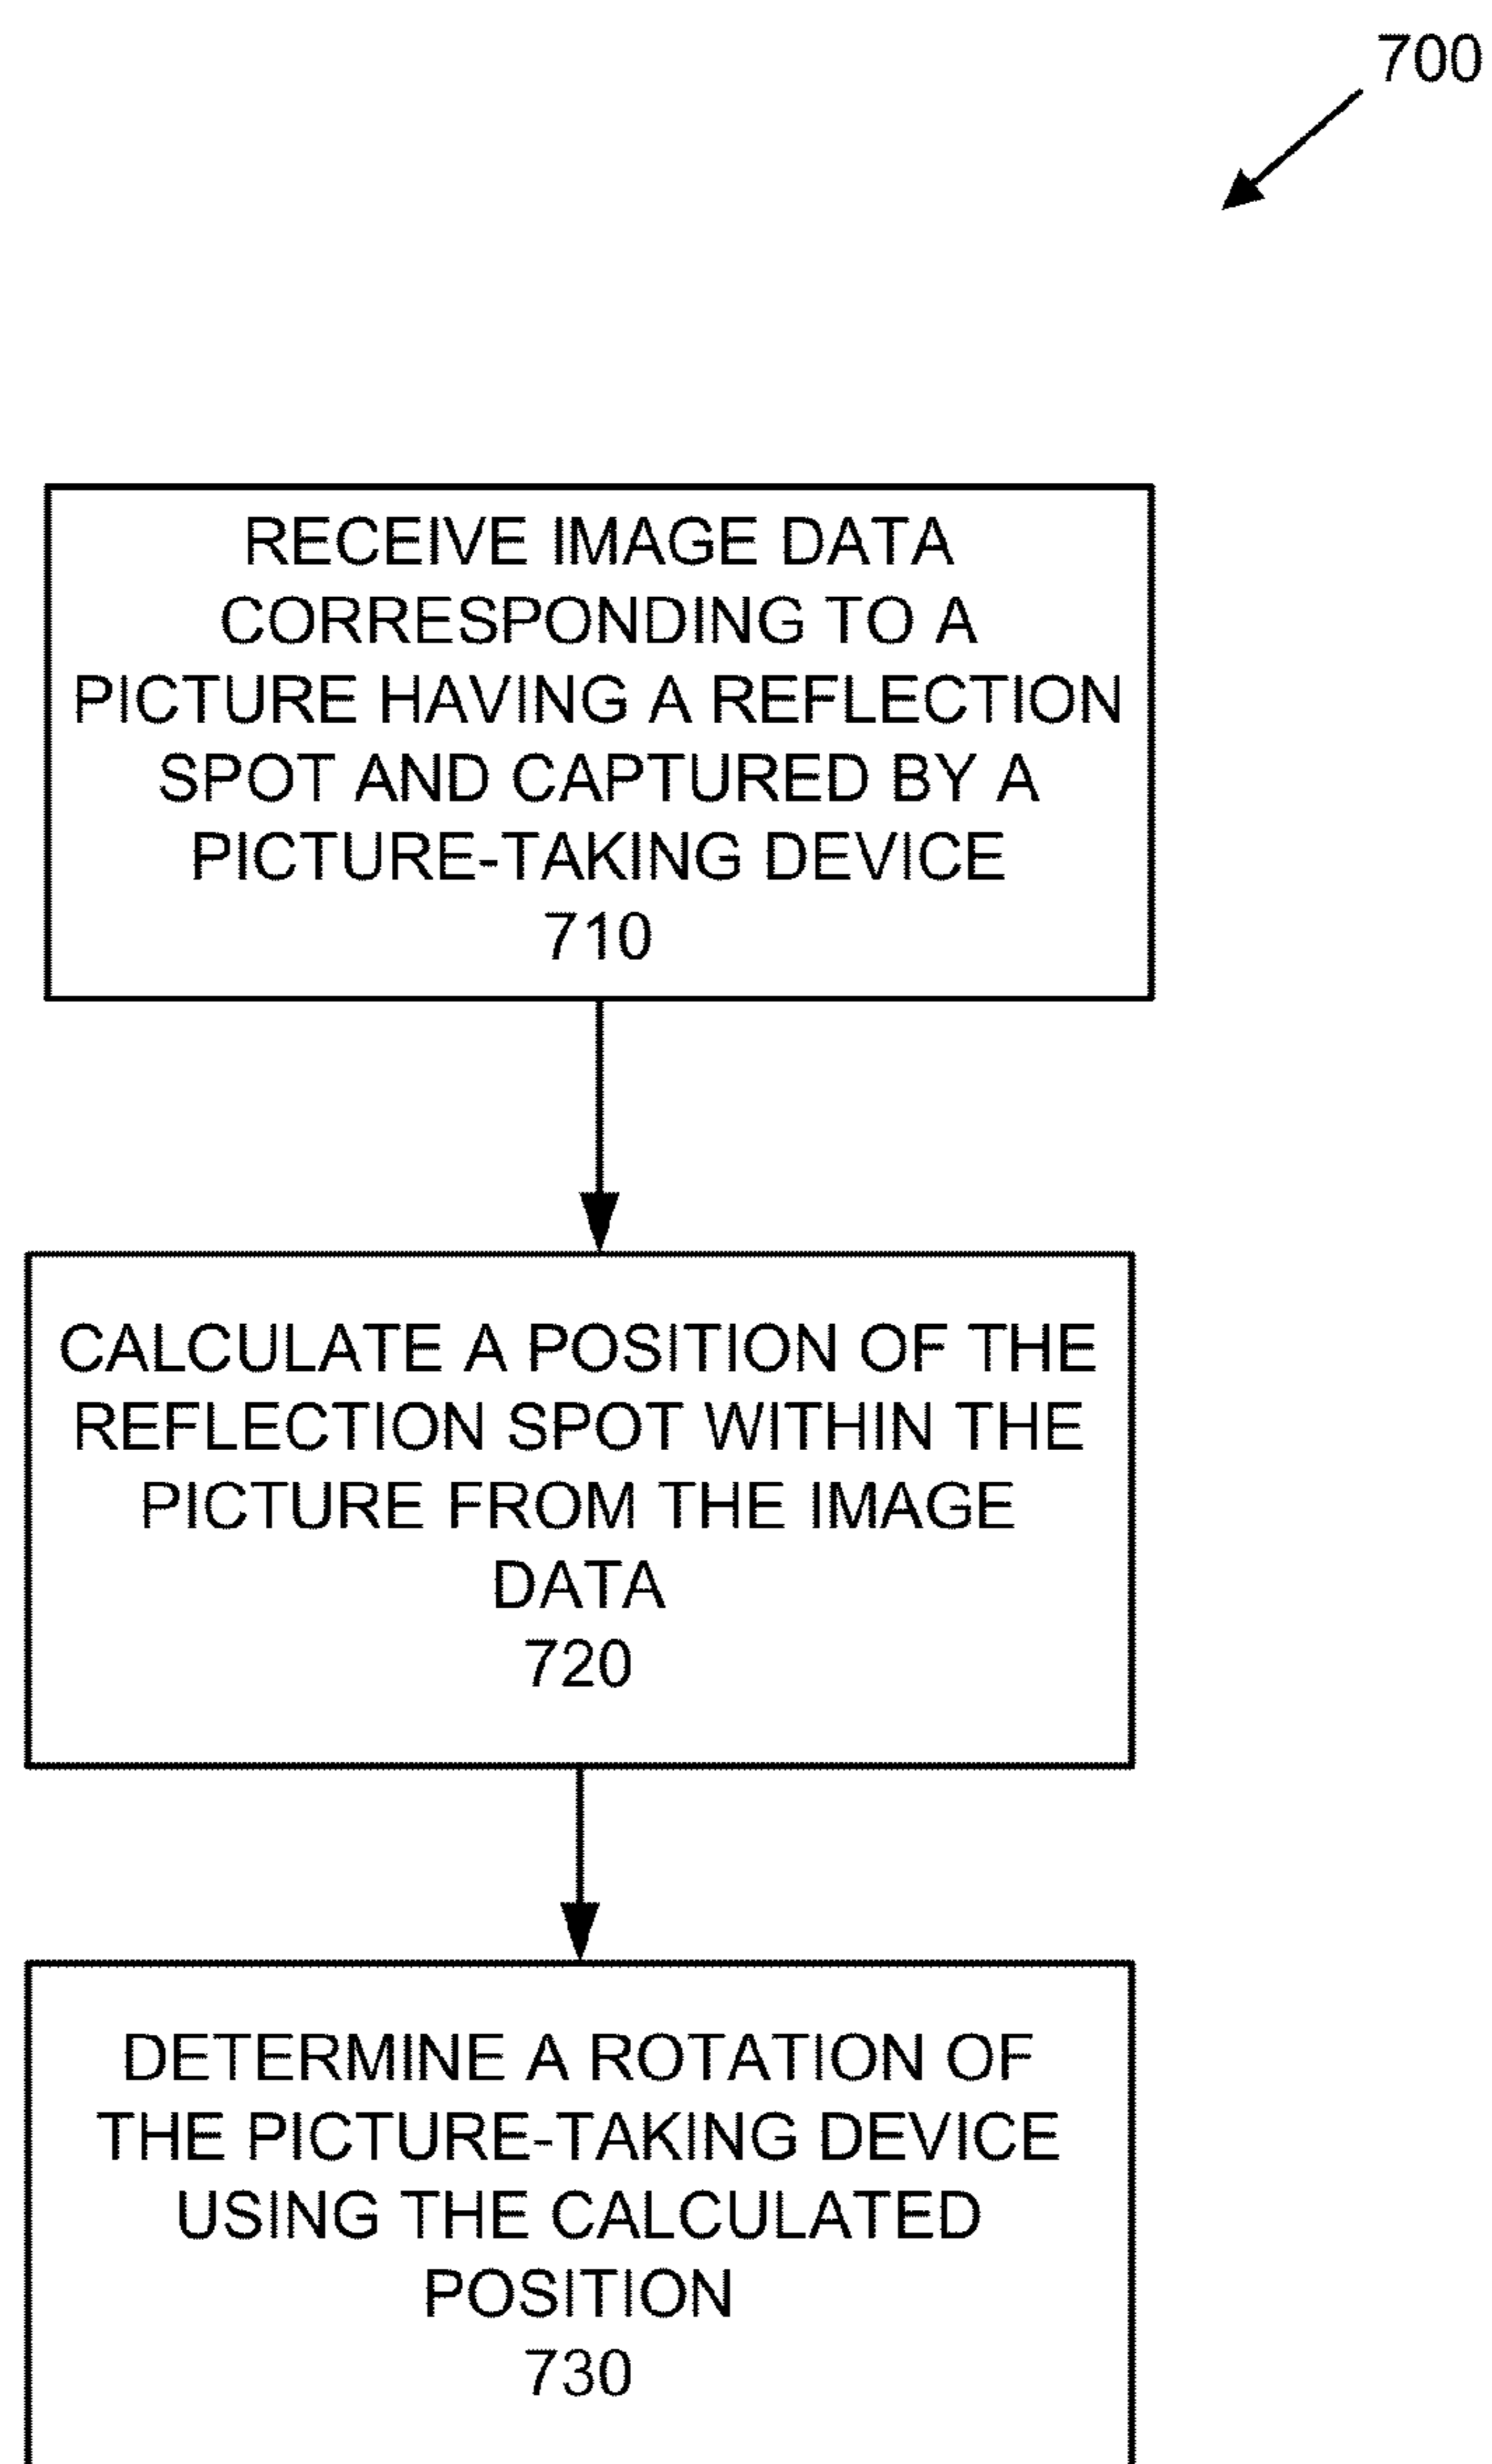 700
RECEIVE IMAGE DATA
CORRESPONDING TO A
PICTURE HAVING A REFLECTION
SPOT AND CAPTURED BY A
PICTURE-TAKING DEVICE
710
CALCULATE A POSITION OF THE
REFLECTION SPOT WITHIN THE
PICTURE FROM THE IMAGE
DATA
720
DETERMINE A ROTATION OF
THE PICTURE-TAKING DEVICE
USING THE CALCULATED
POSITION
730